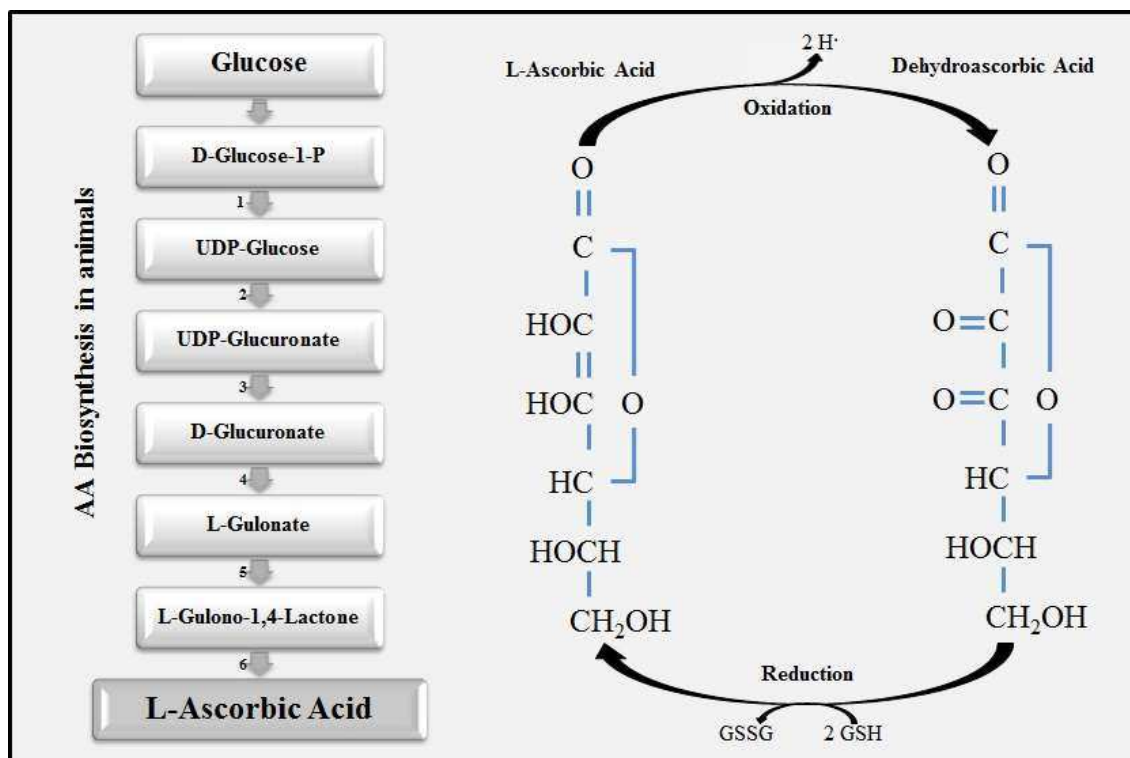 AA Biosynthesis in animals
Glucose
D-Glucose-1-P
1
UDP-Glucose
2
UDP-Glucuronate
3
D-Glucuronate
4
L-Gulonate
5
L-Gulono-1,4-Lactone
6
L-Ascorbic Acid
2 H·
L-Ascorbic Acid
Dehydroascorbic Acid
Oxidation
O
C
HOC
HOC O
HC
HOCH
CH₂OH
O
C
O=C
O=C O
HC
HOCH
CH₂OH
Reduction
GSSG 2 GSH